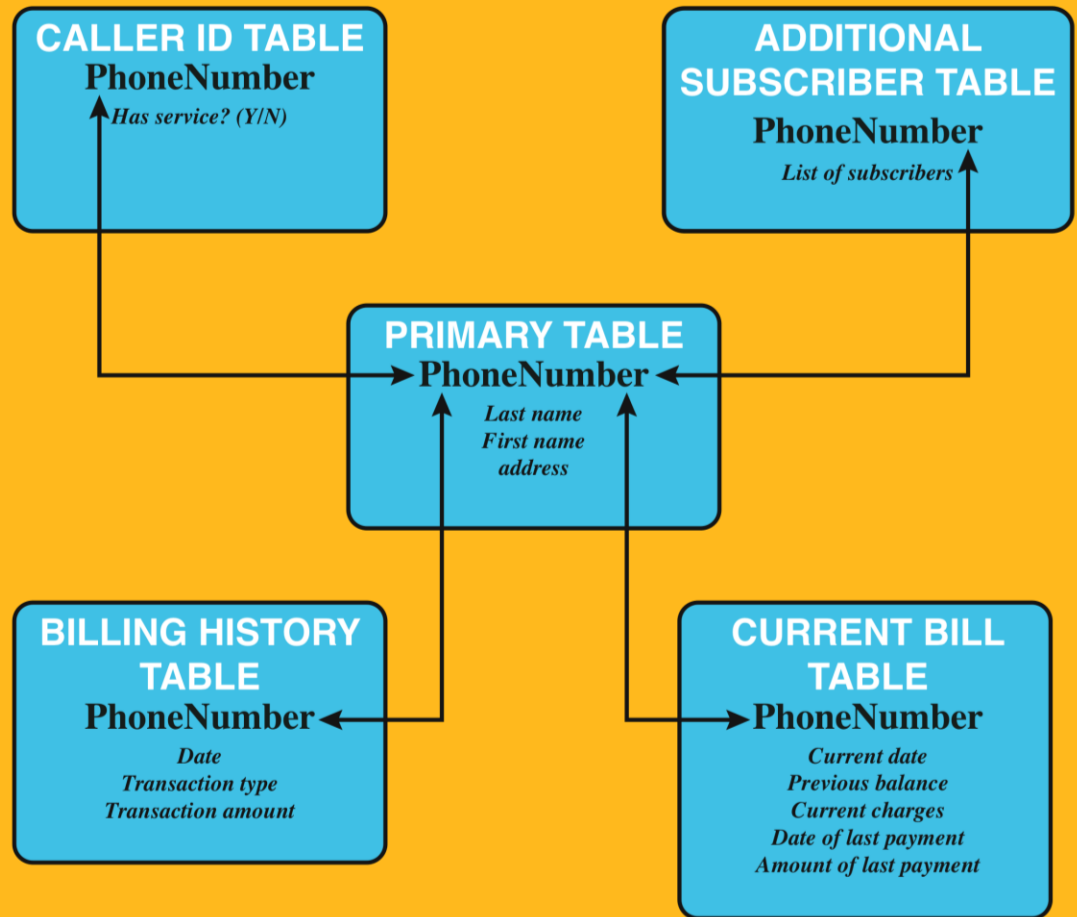 CALLER ID TABLE
PhoneNumber
Has service? (Y/N)
ADDITIONAL
SUBSCRIBER TABLE
PhoneNumber
List of subscribers
PRIMARY TABLE
PhoneNumber
Last name
First name
address
BILLING HISTORY
TABLE
PhoneNumber
Date
Transaction type
Transaction amount
CURRENT BILL
TABLE
PhoneNumber
Current date
Previous balance
Current charges
Date of last payment
Amount of last payment